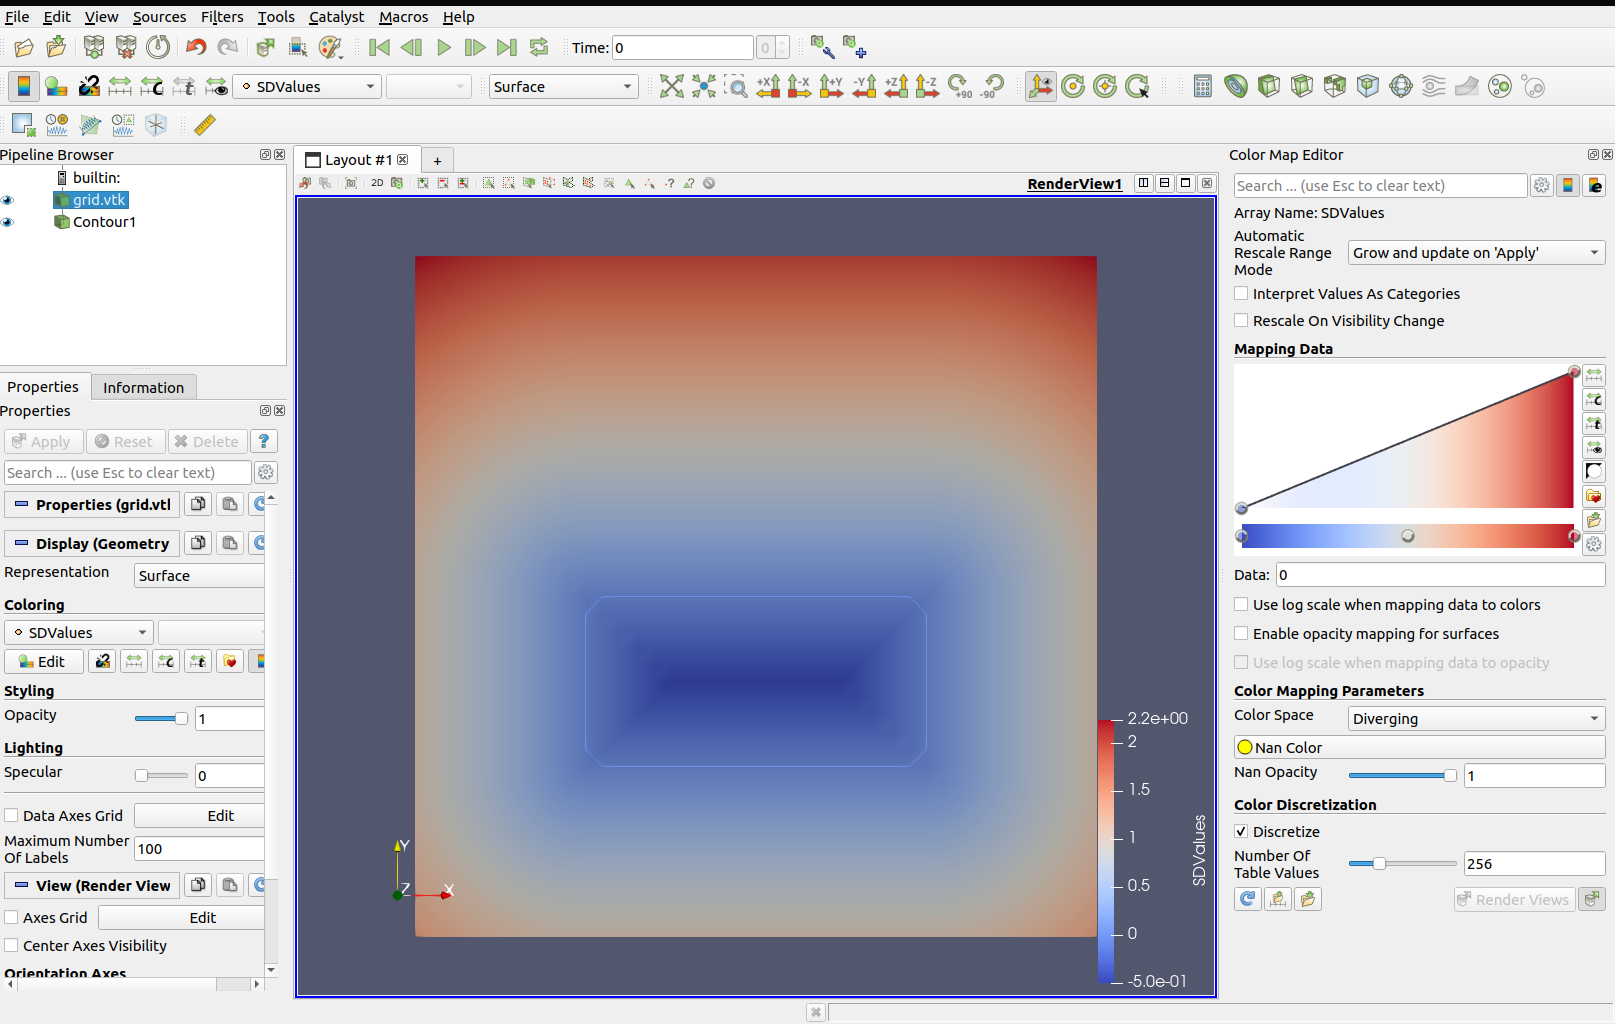 File Edit View Sources Filters Tools Catalyst Macros Help
Time: 0 0
SDValues Surface +X -X +Y -Y +Z -Z +90 -90
Pipeline Browser
builtin:
grid.vtk
Contour1
Properties Information
Properties
Apply Reset Delete ?
Search ... (use Esc to clear text)
Properties (grid.vtl
Display (Geometry
Representation Surface
Coloring
SDValues
Edit
Styling
Opacity 1
Lighting
Specular 0
Data Axes Grid Edit
Maximum Number
Of Labels 100
View (Render View
Axes Grid Edit
Center Axes Visibility
Orientation Axes
Layout #1 +
2D RenderView1
Y
Z X
2.2e+00
2
1.5
1
0.5
0
-5.0e-01
SDValues
Color Map Editor
Search ... (use Esc to clear text)
Array Name: SDValues
Automatic
Rescale Range
Mode
Grow and update on 'Apply'
Interpret Values As Categories
Rescale On Visibility Change
Mapping Data
Data: 0
Use log scale when mapping data to colors
Enable opacity mapping for surfaces
Use log scale when mapping data to opacity
Color Mapping Parameters
Color Space Diverging
Nan Color
Nan Opacity 1
Color Discretization
Discretize
Number Of
Table Values 256
Render Views